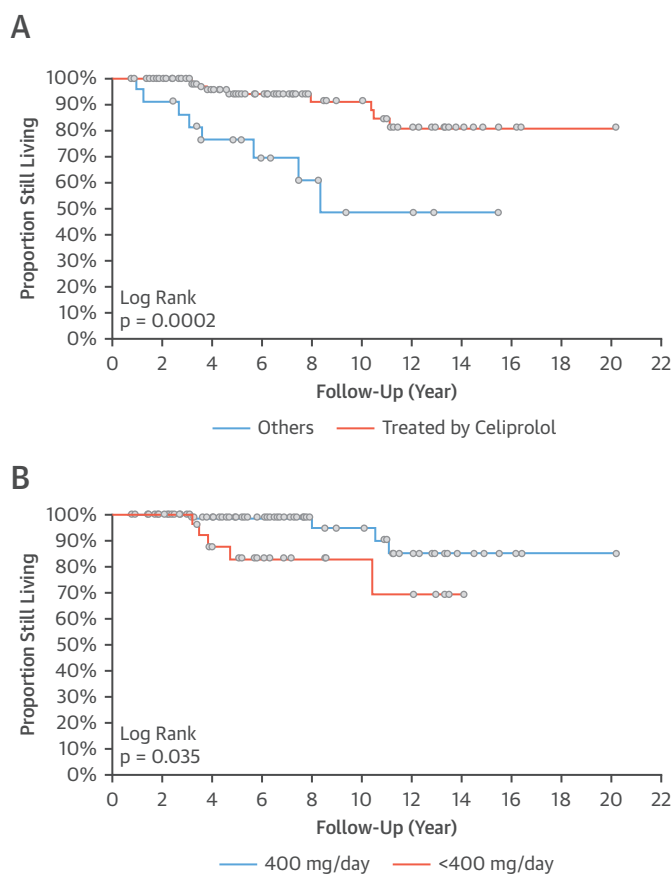 A
100%
90%
80%
70%
60%
50%
40%
30%
20%
10%
0%
Proportion Still Living
Log Rank
p = 0.0002
0 2 4 6 8 10 12 14 16 18 20 22
Follow-Up (Year)
Others Treated by Celiprolol
B
100%
90%
80%
70%
60%
50%
40%
30%
20%
10%
0%
Proportion Still Living
Log Rank
p = 0.035
0 2 4 6 8 10 12 14 16 18 20 22
Follow-Up (Year)
400 mg/day <400 mg/day